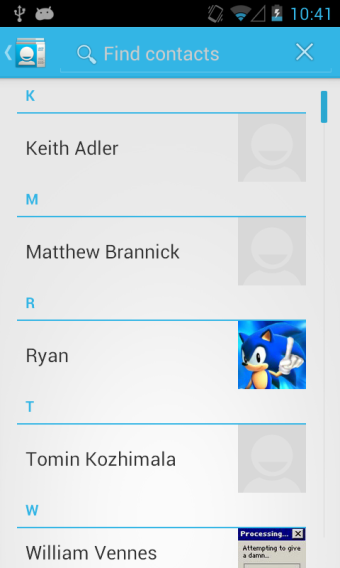 10:41
Find contacts
K
Keith Adler
M
Matthew Brannick
R
Ryan
T
Tomin Kozhimala
W
William Vennes
Processing...
Attempting to give
a damn...